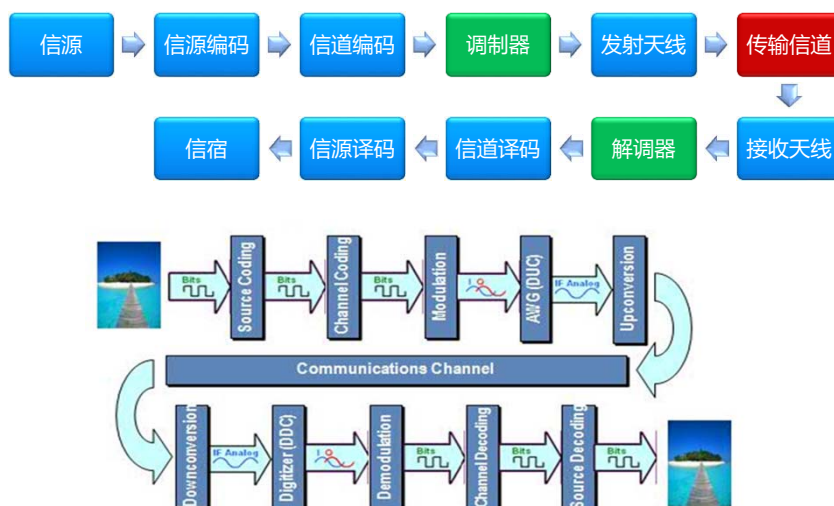 信源
信源编码
信道编码
调制器
发射天线
传输信道
信宿
信源译码
信道译码
解调器
接收天线
Bits
Source Coding
Bits
Channel Coding
Bits
Modulation
I Q
AWG (DUC)
IF Analog
Upconversion
Communications Channel
Downconversion
IF Analog
Digitizer (DDC)
I Q
Demodulation
Bits
Channel Decoding
Bits
Source Decoding
Bits